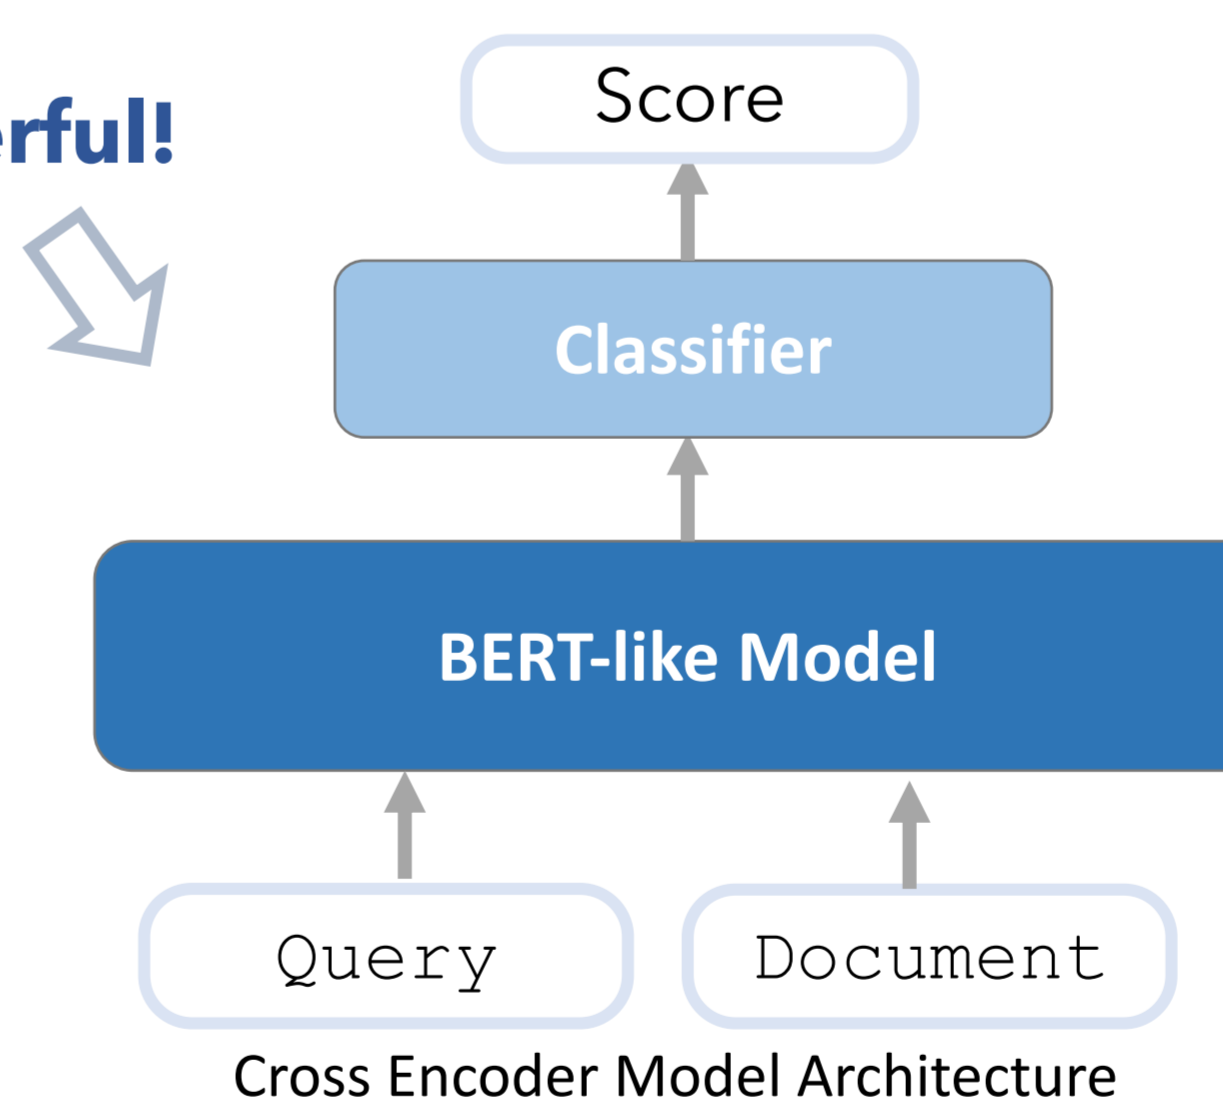 Score
erful!
Classifier
BERT-like Model
Query
Document
Cross Encoder Model Architecture